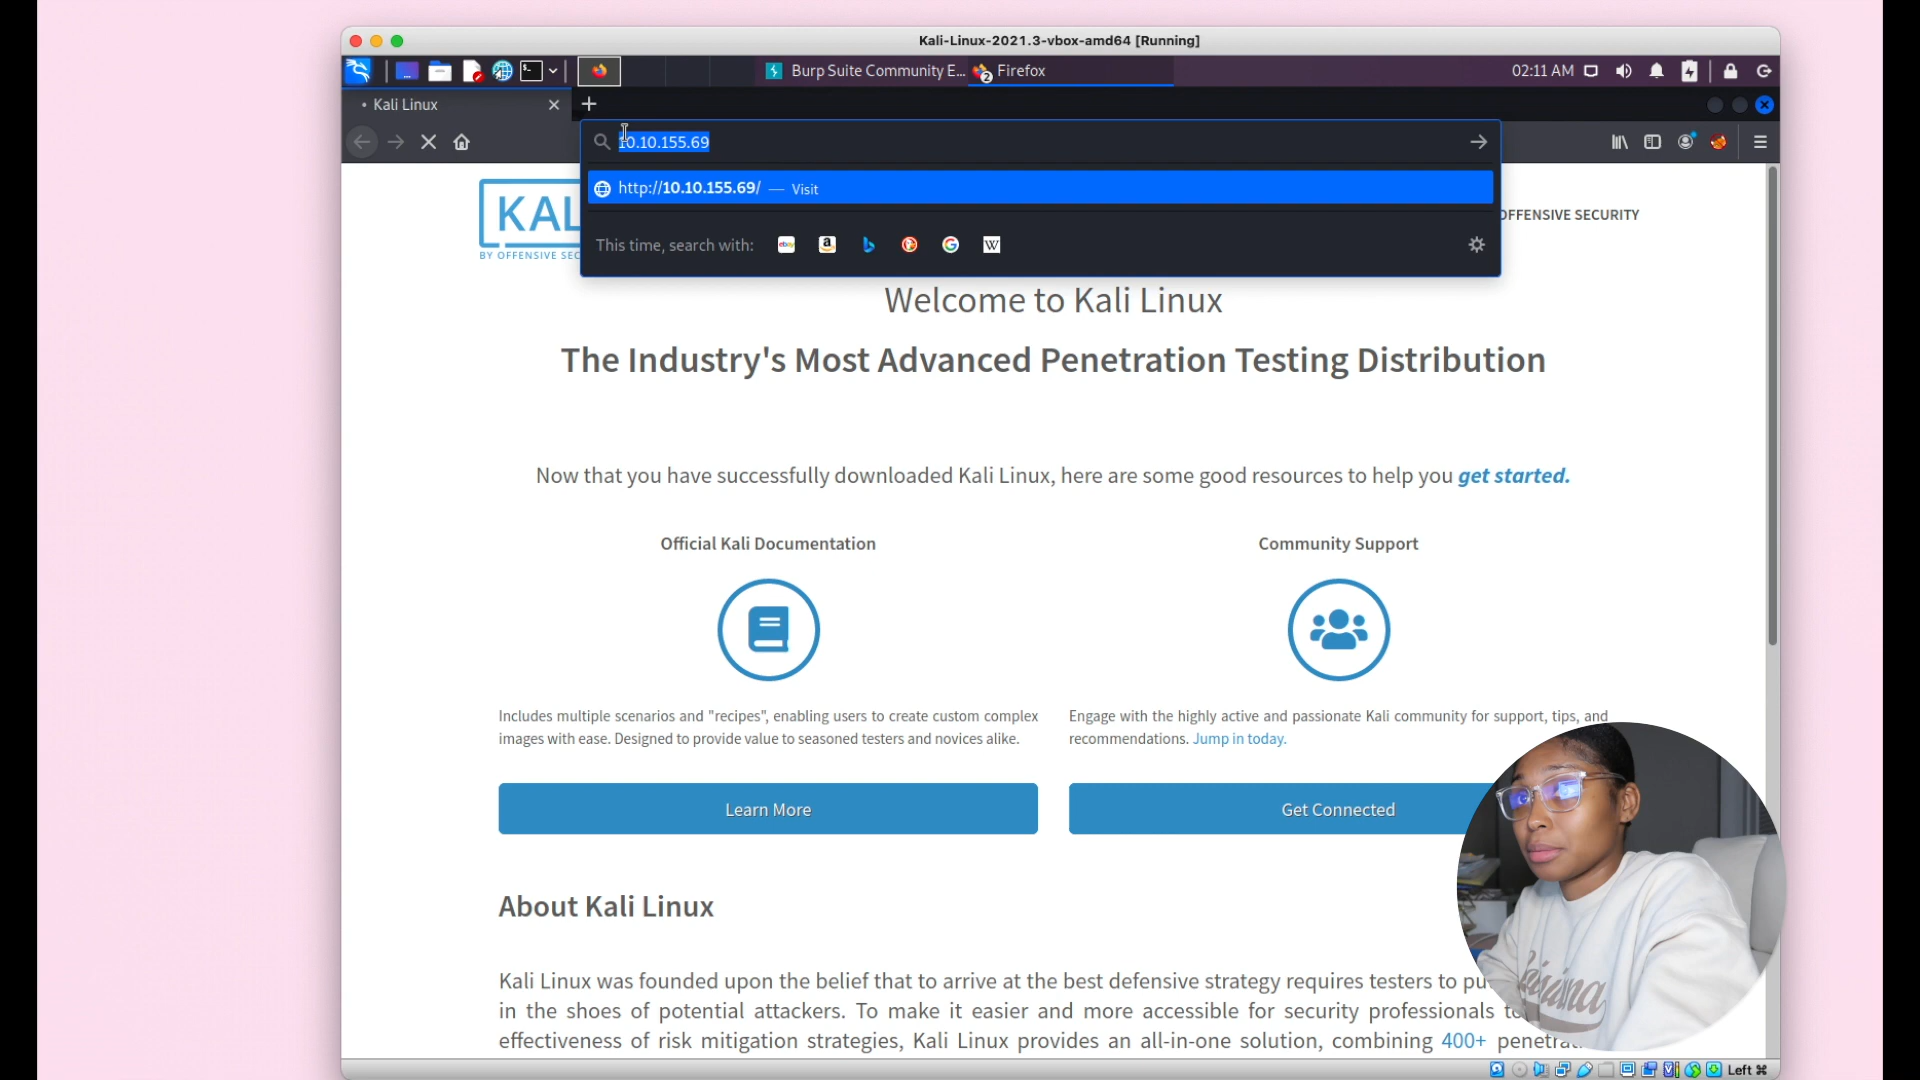 Kali-Linux-2021.3-vbox-amd64 [Running]
Burp Suite Community E...
Firefox
02:11 AM
Kali Linux
10.10.155.69
http://10.10.155.69/ — Visit
This time, search with:
KAL
BY OFFENSIVE SEC
OFFENSIVE SECURITY
Welcome to Kali Linux
The Industry's Most Advanced Penetration Testing Distribution
Now that you have successfully downloaded Kali Linux, here are some good resources to help you get started.
Official Kali Documentation
Community Support
Includes multiple scenarios and "recipes", enabling users to create custom complex
images with ease. Designed to provide value to seasoned testers and novices alike.
Engage with the highly active and passionate Kali community for support, tips, and
recommendations. Jump in today.
Learn More
Get Connected
About Kali Linux
Kali Linux was founded upon the belief that to arrive at the best defensive strategy requires testers to pu
in the shoes of potential attackers. To make it easier and more accessible for security professionals t
effectiveness of risk mitigation strategies, Kali Linux provides an all-in-one solution, combining 400+ penetra
Left ⌘